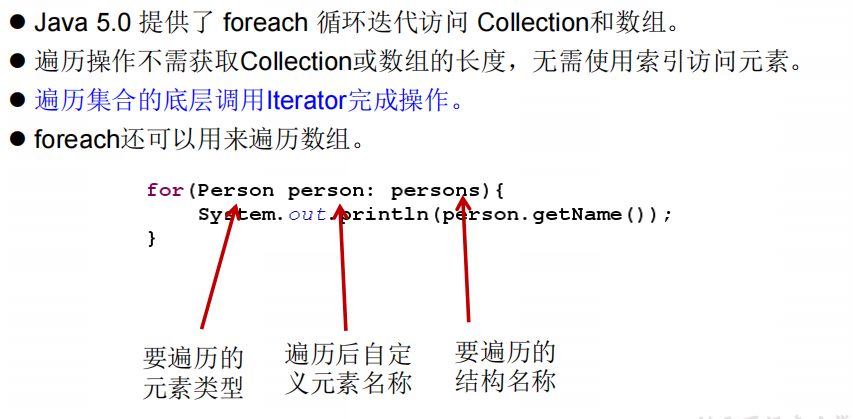 ● Java 5.0 提供了 foreach 循环迭代访问 Collection和数组。
● 遍历操作不需获取Collection或数组的长度，无需使用索引访问元素。
● 遍历集合的底层调用Iterator完成操作。
● foreach还可以用来遍历数组。
for(Person person: persons){
System.out.println(person.getName());
}
要遍历的
元素类型
遍历后自定
义元素名称
要遍历的
结构名称